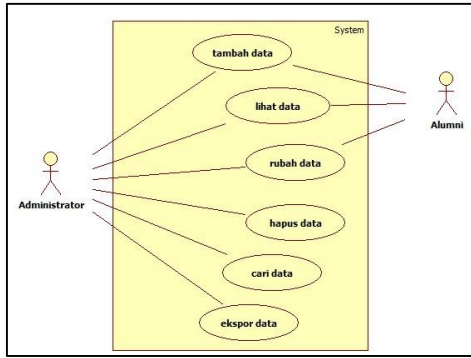 System
tambah data
lihat data
Alumni
rubah data
Administrator
hapus data
cari data
ekspor data